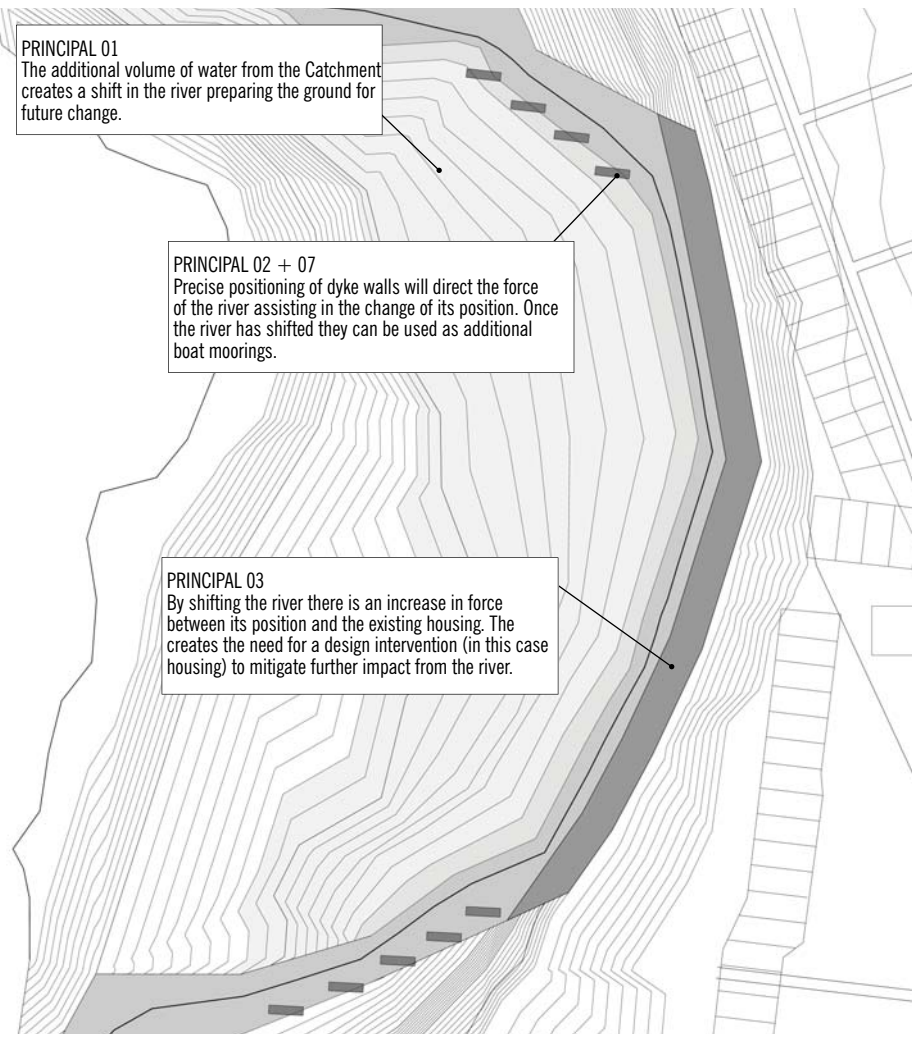 PRINCIPAL 01
The additional volume of water from the Catchment
creates a shift in the river preparing the ground for
future change.
PRINCIPAL 02 + 07
Precise positioning of dyke walls will direct the force
of the river assisting in the change of its position. Once
the river has shifted they can be used as additional
boat moorings.
PRINCIPAL 03
By shifting the river there is an increase in force
between its position and the existing housing. The
creates the need for a design intervention (in this case
housing) to mitigate further impact from the river.